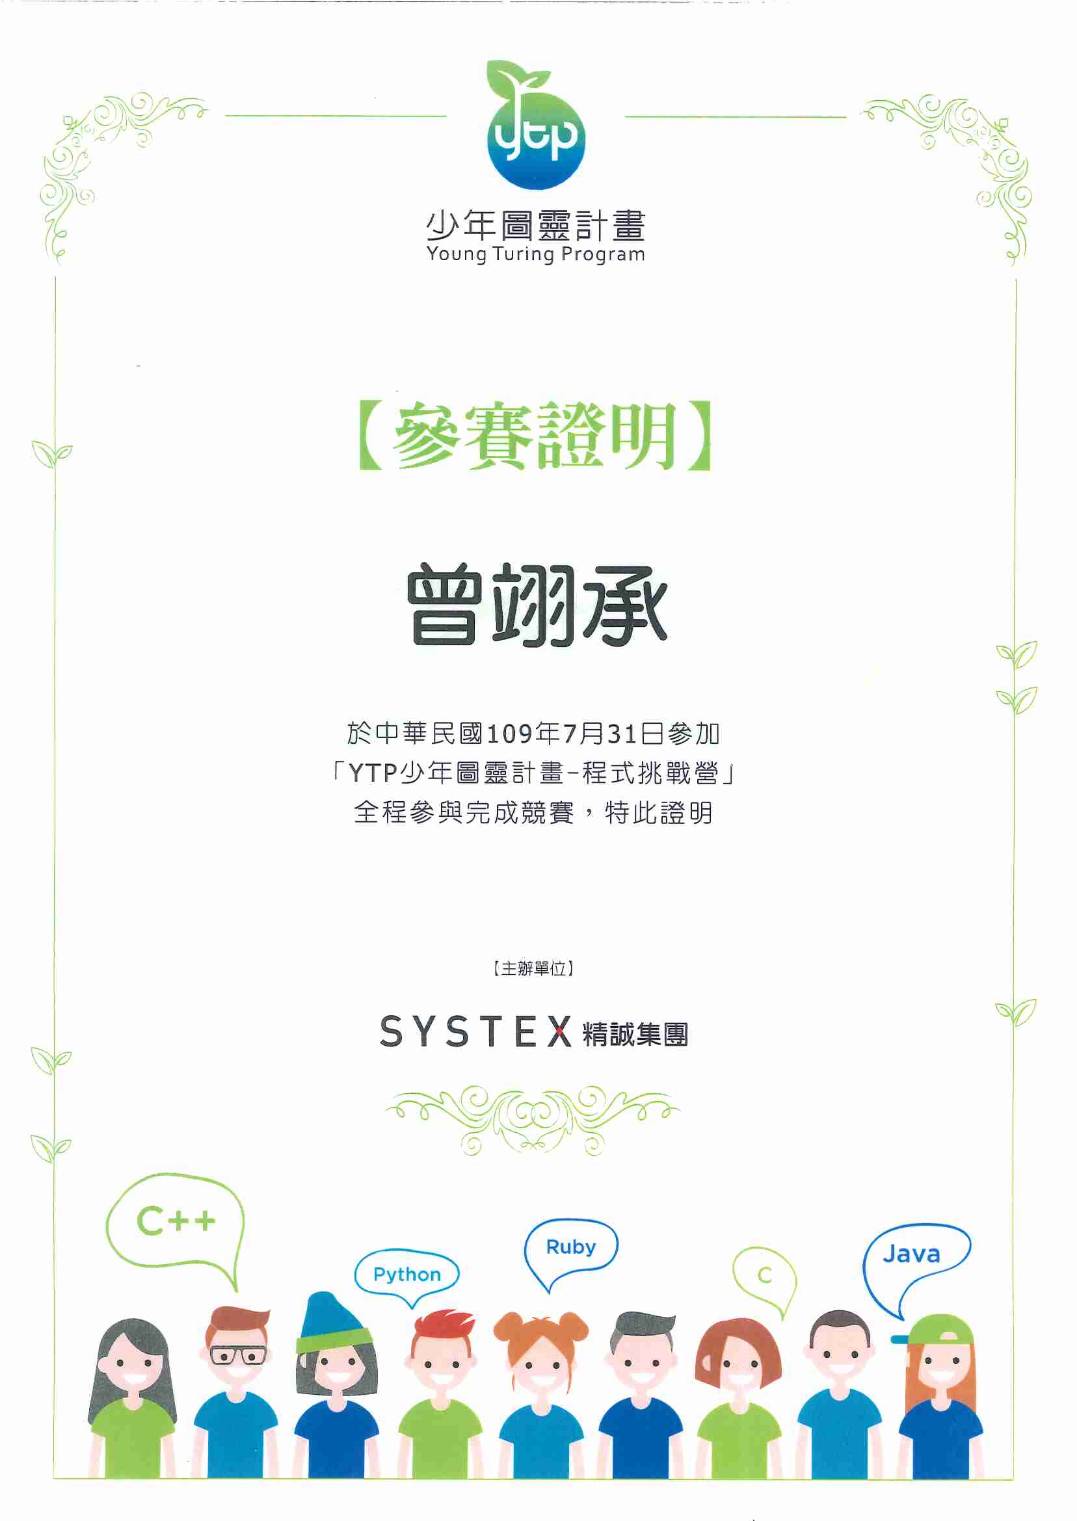 ytp
少年圖靈計畫
Young Turing Program
【參賽證明】
曾翊承
於中華民國109年7月31日參加
「YTP少年圖靈計畫-程式挑戰營」
全程參與完成競賽，特此證明
【主辦單位】
SYSTEX 精誠集團
C++
Python
Ruby
C
Java